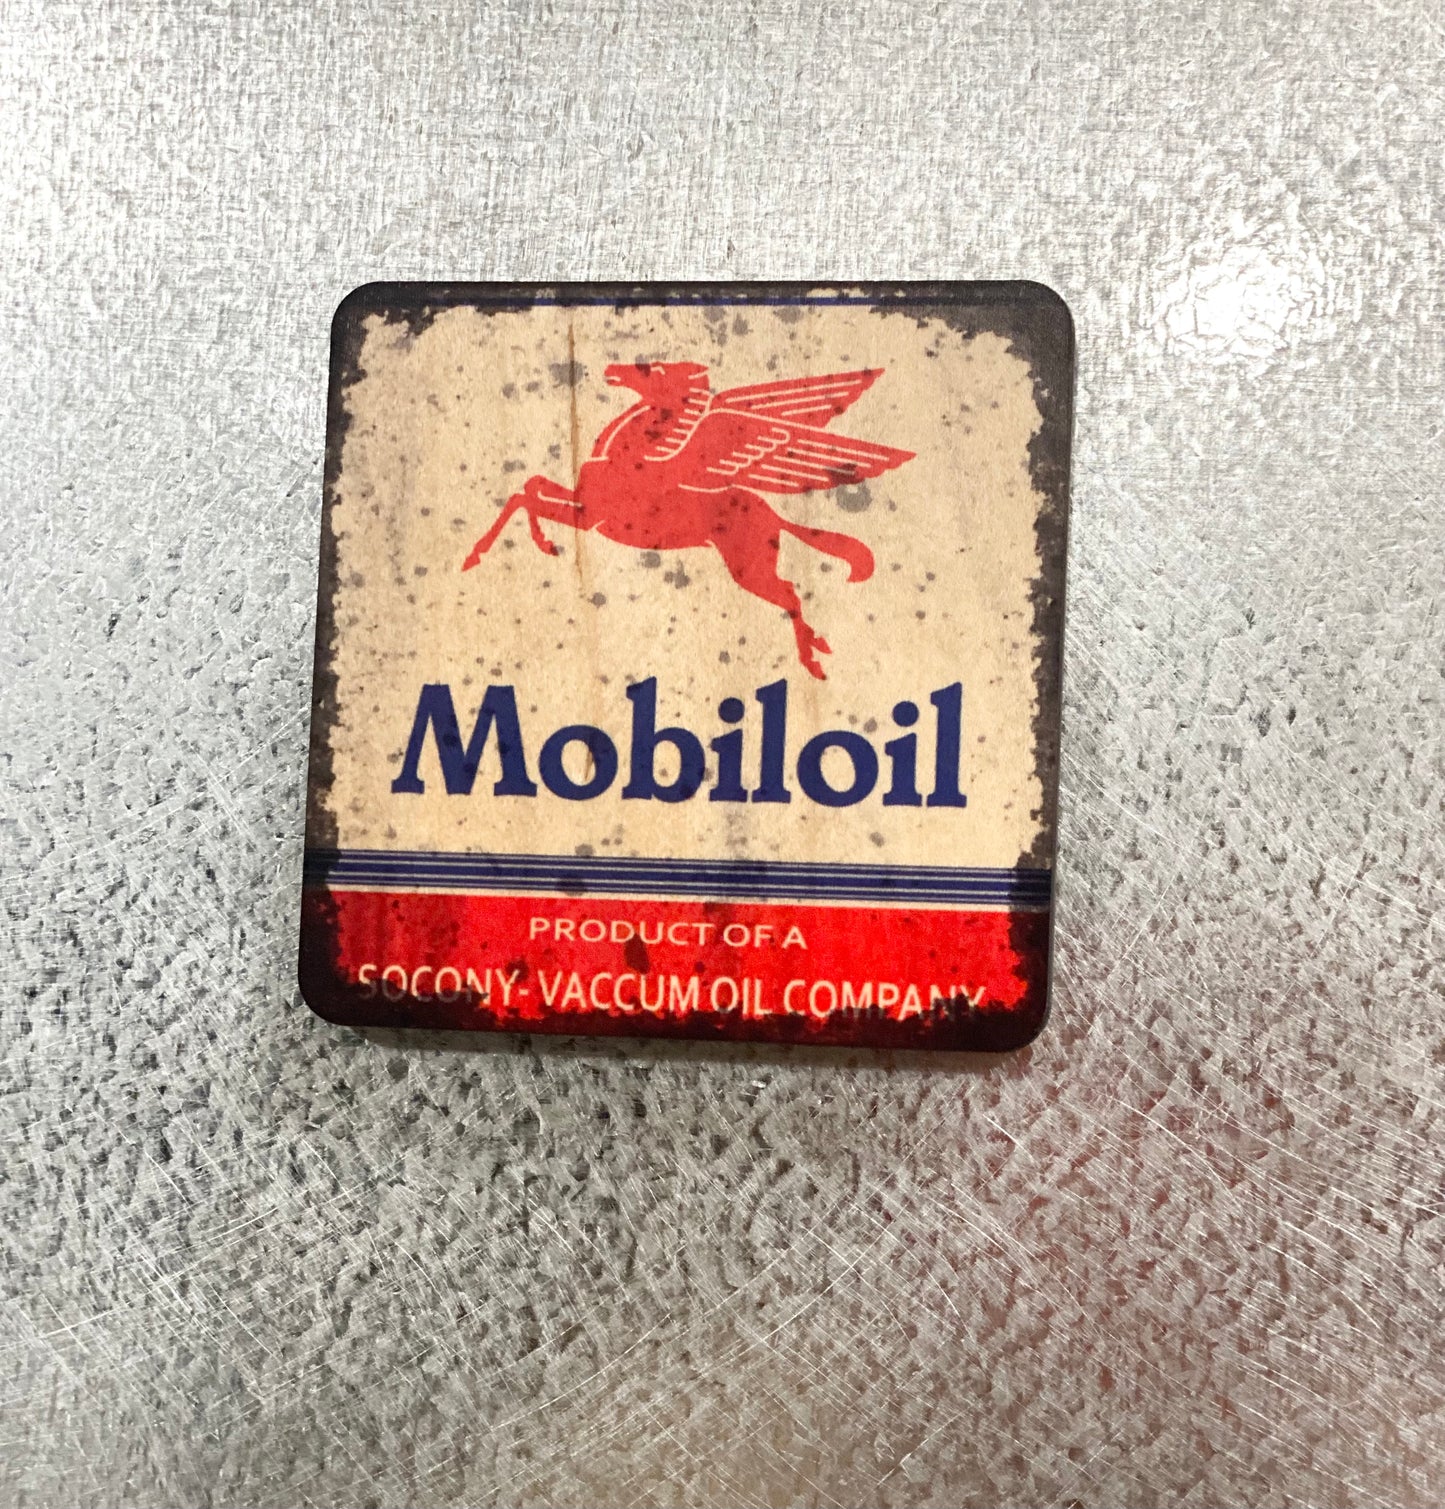 Mobiloil
PRODUCT OF A
SOCONY-VACCUM OIL COMPANY